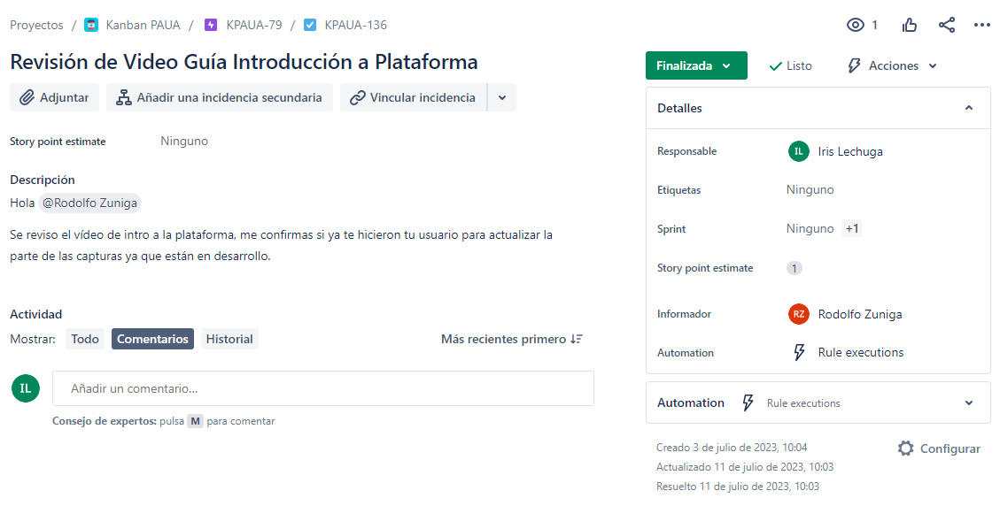 Proyectos / Kanban PAUA / KPAUA-79 / KPAUA-136
1
Revisión de Video Guía Introducción a Plataforma
Adjuntar
Añadir una incidencia secundaria
Vincular incidencia
Story point estimate Ninguno
Descripción
Hola @Rodolfo Zuniga
Se reviso el vídeo de intro a la plataforma, me confirmas si ya te hicieron tu usuario para actualizar la
parte de las capturas ya que están en desarrollo.
Actividad
Mostrar: Todo Comentarios Historial Más recientes primero
IL Añadir un comentario...
Consejo de expertos: pulsa M para comentar
Finalizada Listo Acciones
Detalles
Responsable IL Iris Lechuga
Etiquetas Ninguno
Sprint Ninguno +1
Story point estimate 1
Informador RZ Rodolfo Zuniga
Automation Rule executions
Automation Rule executions
Creado 3 de julio de 2023, 10:04 Configurar
Actualizado 11 de julio de 2023, 10:03
Resuelto 11 de julio de 2023, 10:03